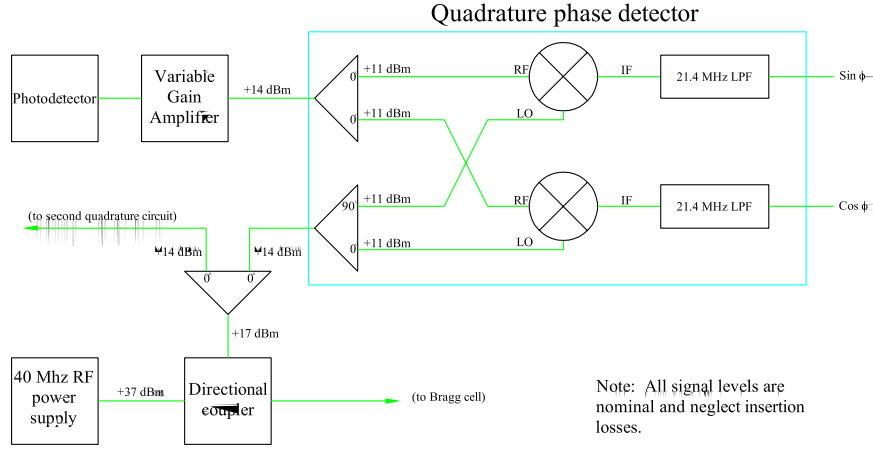 Quadrature phase detector
Photodetector
Variable
Gain
Amplifier
+14 dBm
0°
+11 dBm
0°
+11 dBm
RF
LO
IF
21.4 MHz LPF
Sin ϕ
90°
+11 dBm
0°
+11 dBm
RF
LO
IF
21.4 MHz LPF
Cos ϕ
(to second quadrature circuit)
+14 dBm
+14 dBm
0°
0°
+17 dBm
40 Mhz RF
power
supply
+37 dBm
Directional
coupler
(to Bragg cell)
Note: All signal levels are
nominal and neglect insertion
losses.